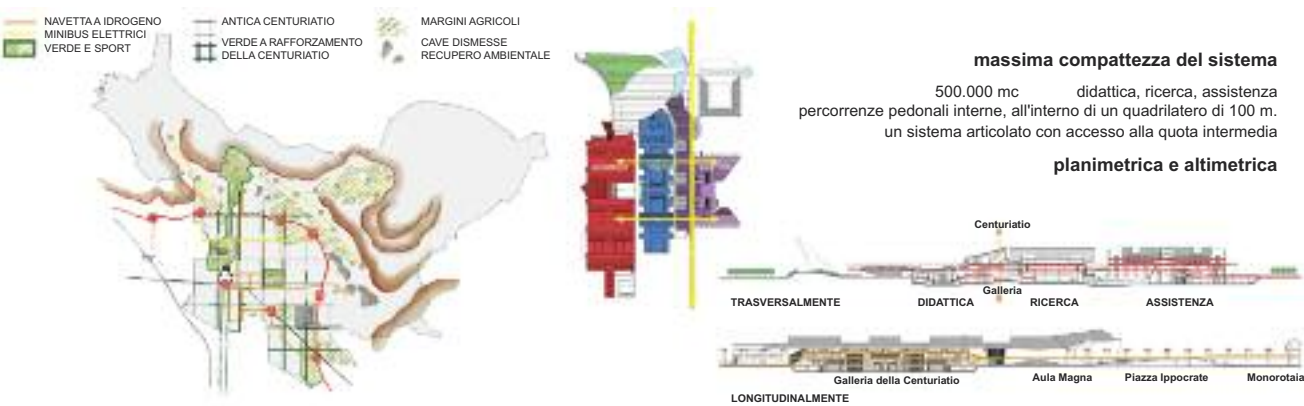 NAVETTA A IDROGENO
MINIBUS ELETTRICI
VERDE E SPORT
ANTICA CENTURIATIO
VERDE A RAFFORZAMENTO
DELLA CENTURIATIO
MARGINI AGRICOLI
CAVE DISMESSE
RECUPERO AMBIENTALE
massima compattezza del sistema
500.000 mc didattica, ricerca, assistenza
percorrenze pedonali interne, all'interno di un quadrilatero di 100 m.
un sistema articolato con accesso alla quota intermedia
planimetrica e altimetrica
Centuriatio
Galleria
TRASVERSALMENTE DIDATTICA RICERCA ASSISTENZA
Galleria della Centuriatio Aula Magna Piazza Ippocrate Monorotaia
LONGITUDINALMENTE